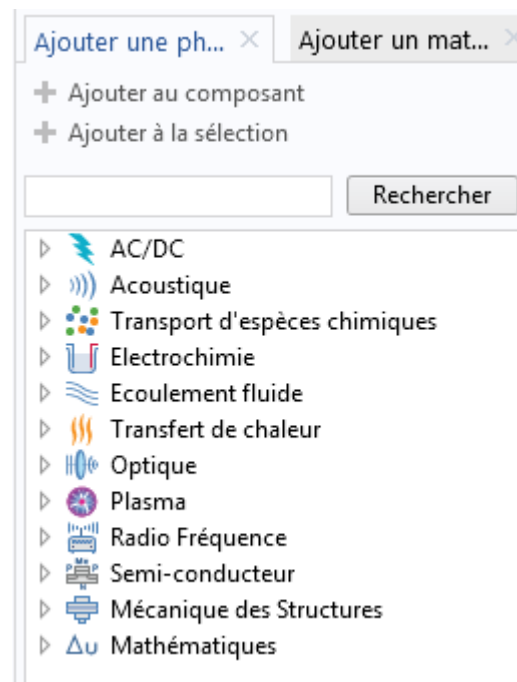 Ajouter une ph... Ajouter un mat...
Ajouter au composant
Ajouter à la sélection
Rechercher
AC/DC
Acoustique
Transport d'espèces chimiques
Electrochimie
Ecoulement fluide
Transfert de chaleur
Optique
Plasma
Radio Fréquence
Semi-conducteur
Mécanique des Structures
Δu Mathématiques